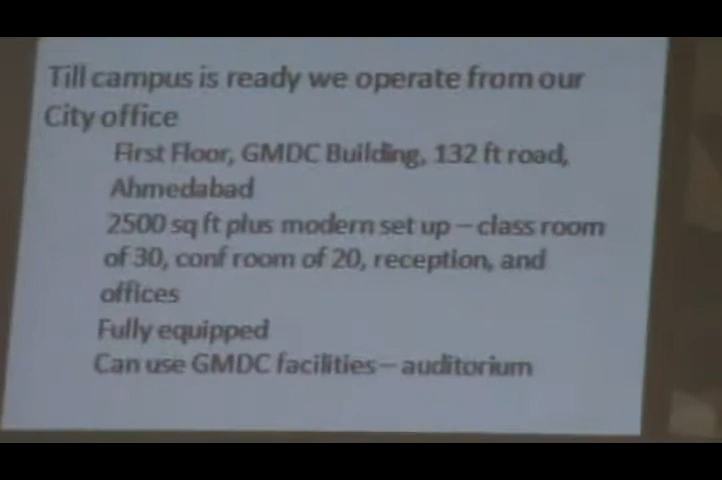 Till campus is ready we operate from our
City office
First Floor, GMDC Building, 132 ft road,
Ahmedabad
2500 sq ft plus modern set up – class room
of 30, conf room of 20, reception, and
offices
Fully equipped
Can use GMDC facilities – auditorium